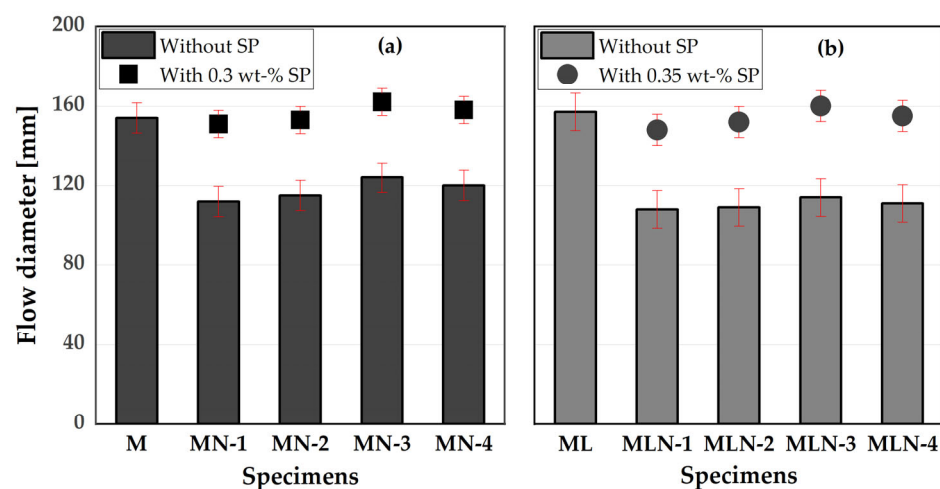 Flow diameter [mm]
200
160
120
80
40
0
Without SP
With 0.3 wt-% SP
(a)
M MN-1 MN-2 MN-3 MN-4
Specimens
Without SP
With 0.35 wt-% SP
(b)
ML MLN-1 MLN-2 MLN-3 MLN-4
Specimens